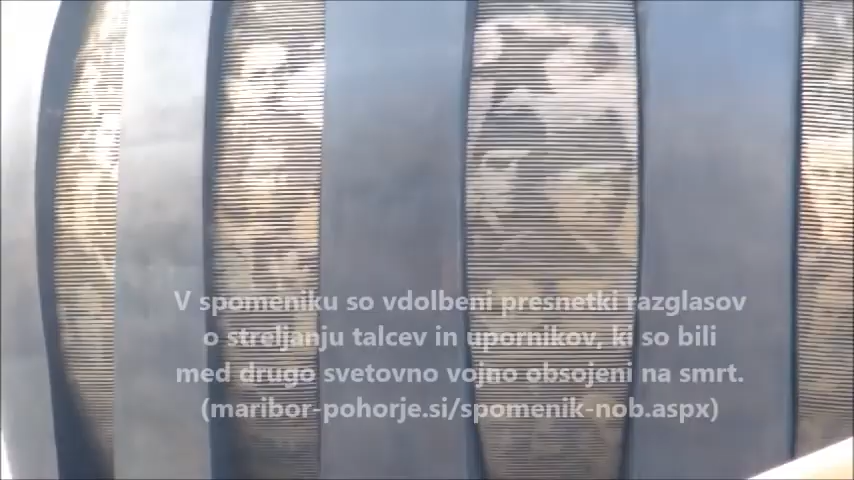 V spomeniku so vdolbeni presnetki razglasov
o streljanju talcev in upornikov, ki so bili
med drugo svetovno vojno obsojeni na smrt.
(maribor-pohorje.si/spomenik-nob.aspx)